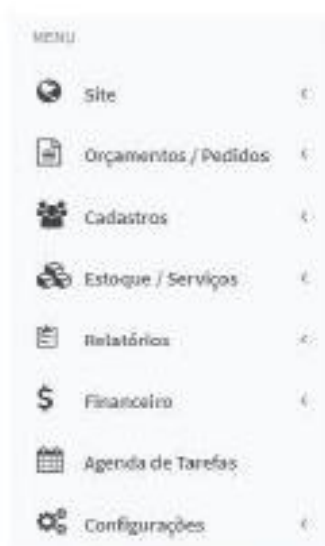 MENU
Site
Orçamentos / Pedidos
Cadastros
Estoque / Serviços
Relatórios
Financeiro
Agenda de Tarefas
Configurações